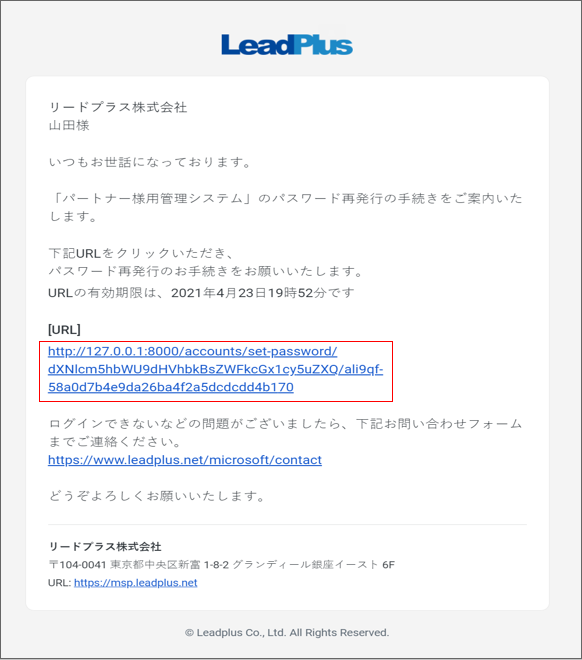 LeadPlus
リードプラス株式会社
山田様
いつもお世話になっております。
「パートナー様用管理システム」のパスワード再発行の手続きをご案内いた
します。
下記URLをクリックいただき、
パスワード再発行のお手続きをお願いいたします。
URLの有効期限は、2021年4月23日19時52分です
[URL]
http://127.0.0.1:8000/accounts/set-password/
dXNlcm5hbWU9dHVhbkBsZWFkcGx1cy5uZXQ/ali9qf-
58a0d7b4e9da26ba4f2a5dcdcdd4b170
ログインできないなどの問題がございましたら、下記お問い合わせフォーム
までご連絡ください。
https://www.leadplus.net/microsoft/contact
どうぞよろしくお願いいたします。
リードプラス株式会社
〒104-0041 東京都中央区新富 1-8-2 グランディール銀座イースト 6F
URL: https://msp.leadplus.net
© Leadplus Co., Ltd. All Rights Reserved.